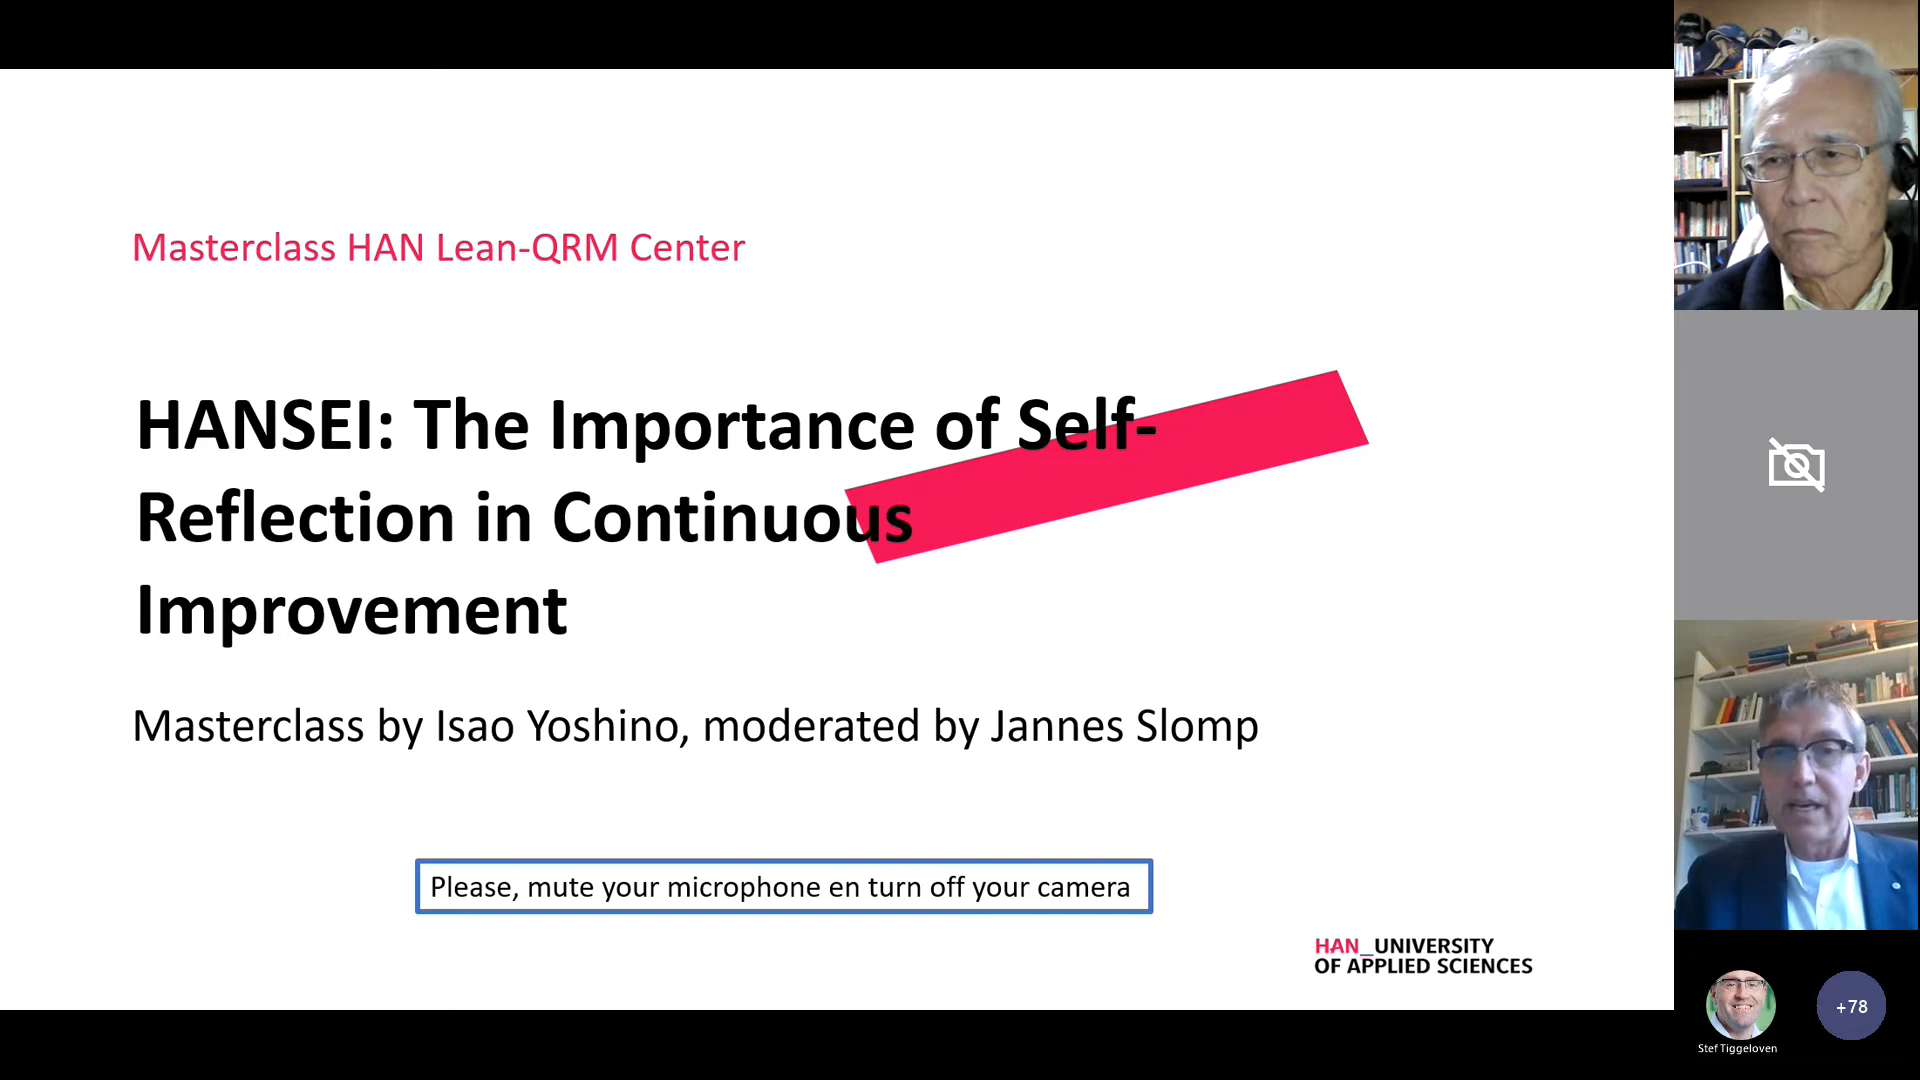 Masterclass HAN Lean-QRM Center
HANSEI: The Importance of Self-
Reflection in Continuous
Improvement
Masterclass by Isao Yoshino, moderated by Jannes Slomp
Please, mute your microphone en turn off your camera
HAN_UNIVERSITY
OF APPLIED SCIENCES
+78
Stef Tiggeloven